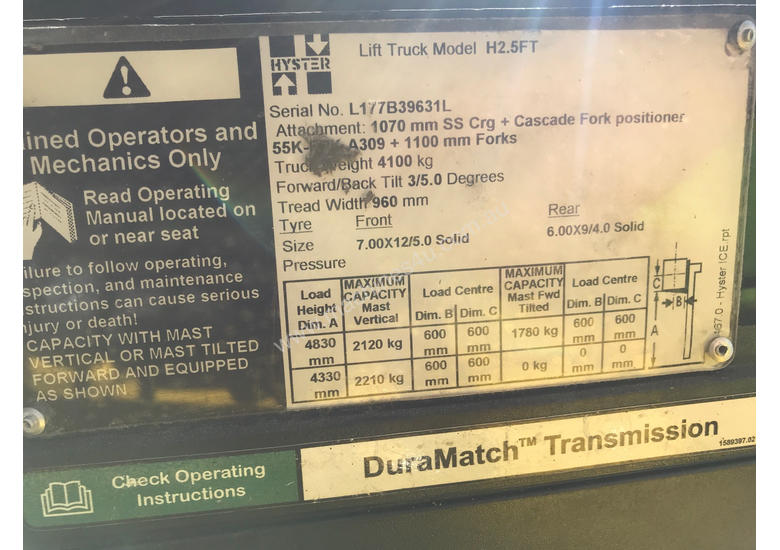 HYSTER
Lift Truck Model H2.5FT
Serial No. L177B39631L
Attachment: 1070 mm SS Crg + Cascade Fork positioner
55K- A309 + 1100 mm Forks
Truck Weight 4100 kg
Forward/Back Tilt 3/5.0 Degrees
Tread Width 960 mm
Tyre Front Rear
Size 7.00X12/5.0 Solid 6.00X9/4.0 Solid
Pressure
Load Height Dim. A
MAXIMUM CAPACITY Mast Vertical
Load Centre
Dim. B Dim. C
MAXIMUM CAPACITY Mast Fwd Tilted
Load Centre
Dim. B Dim. C
4830 mm 2120 kg 600 mm 600 mm 1780 kg 600 mm 600 mm
4330 mm 2210 kg 600 mm 600 mm 0 kg 0 mm 0 mm
C
B
A
467.0 - Hyster ICE.rpt
ained Operators and
Mechanics Only
Read Operating
Manual located on
or near seat
ilure to follow operating,
spection, and maintenance
structions can cause serious
njury or death!
CAPACITY WITH MAST
VERTICAL OR MAST TILTED
FORWARD AND EQUIPPED
AS SHOWN
Check Operating
Instructions
DuraMatch™ Transmission
1589397.02